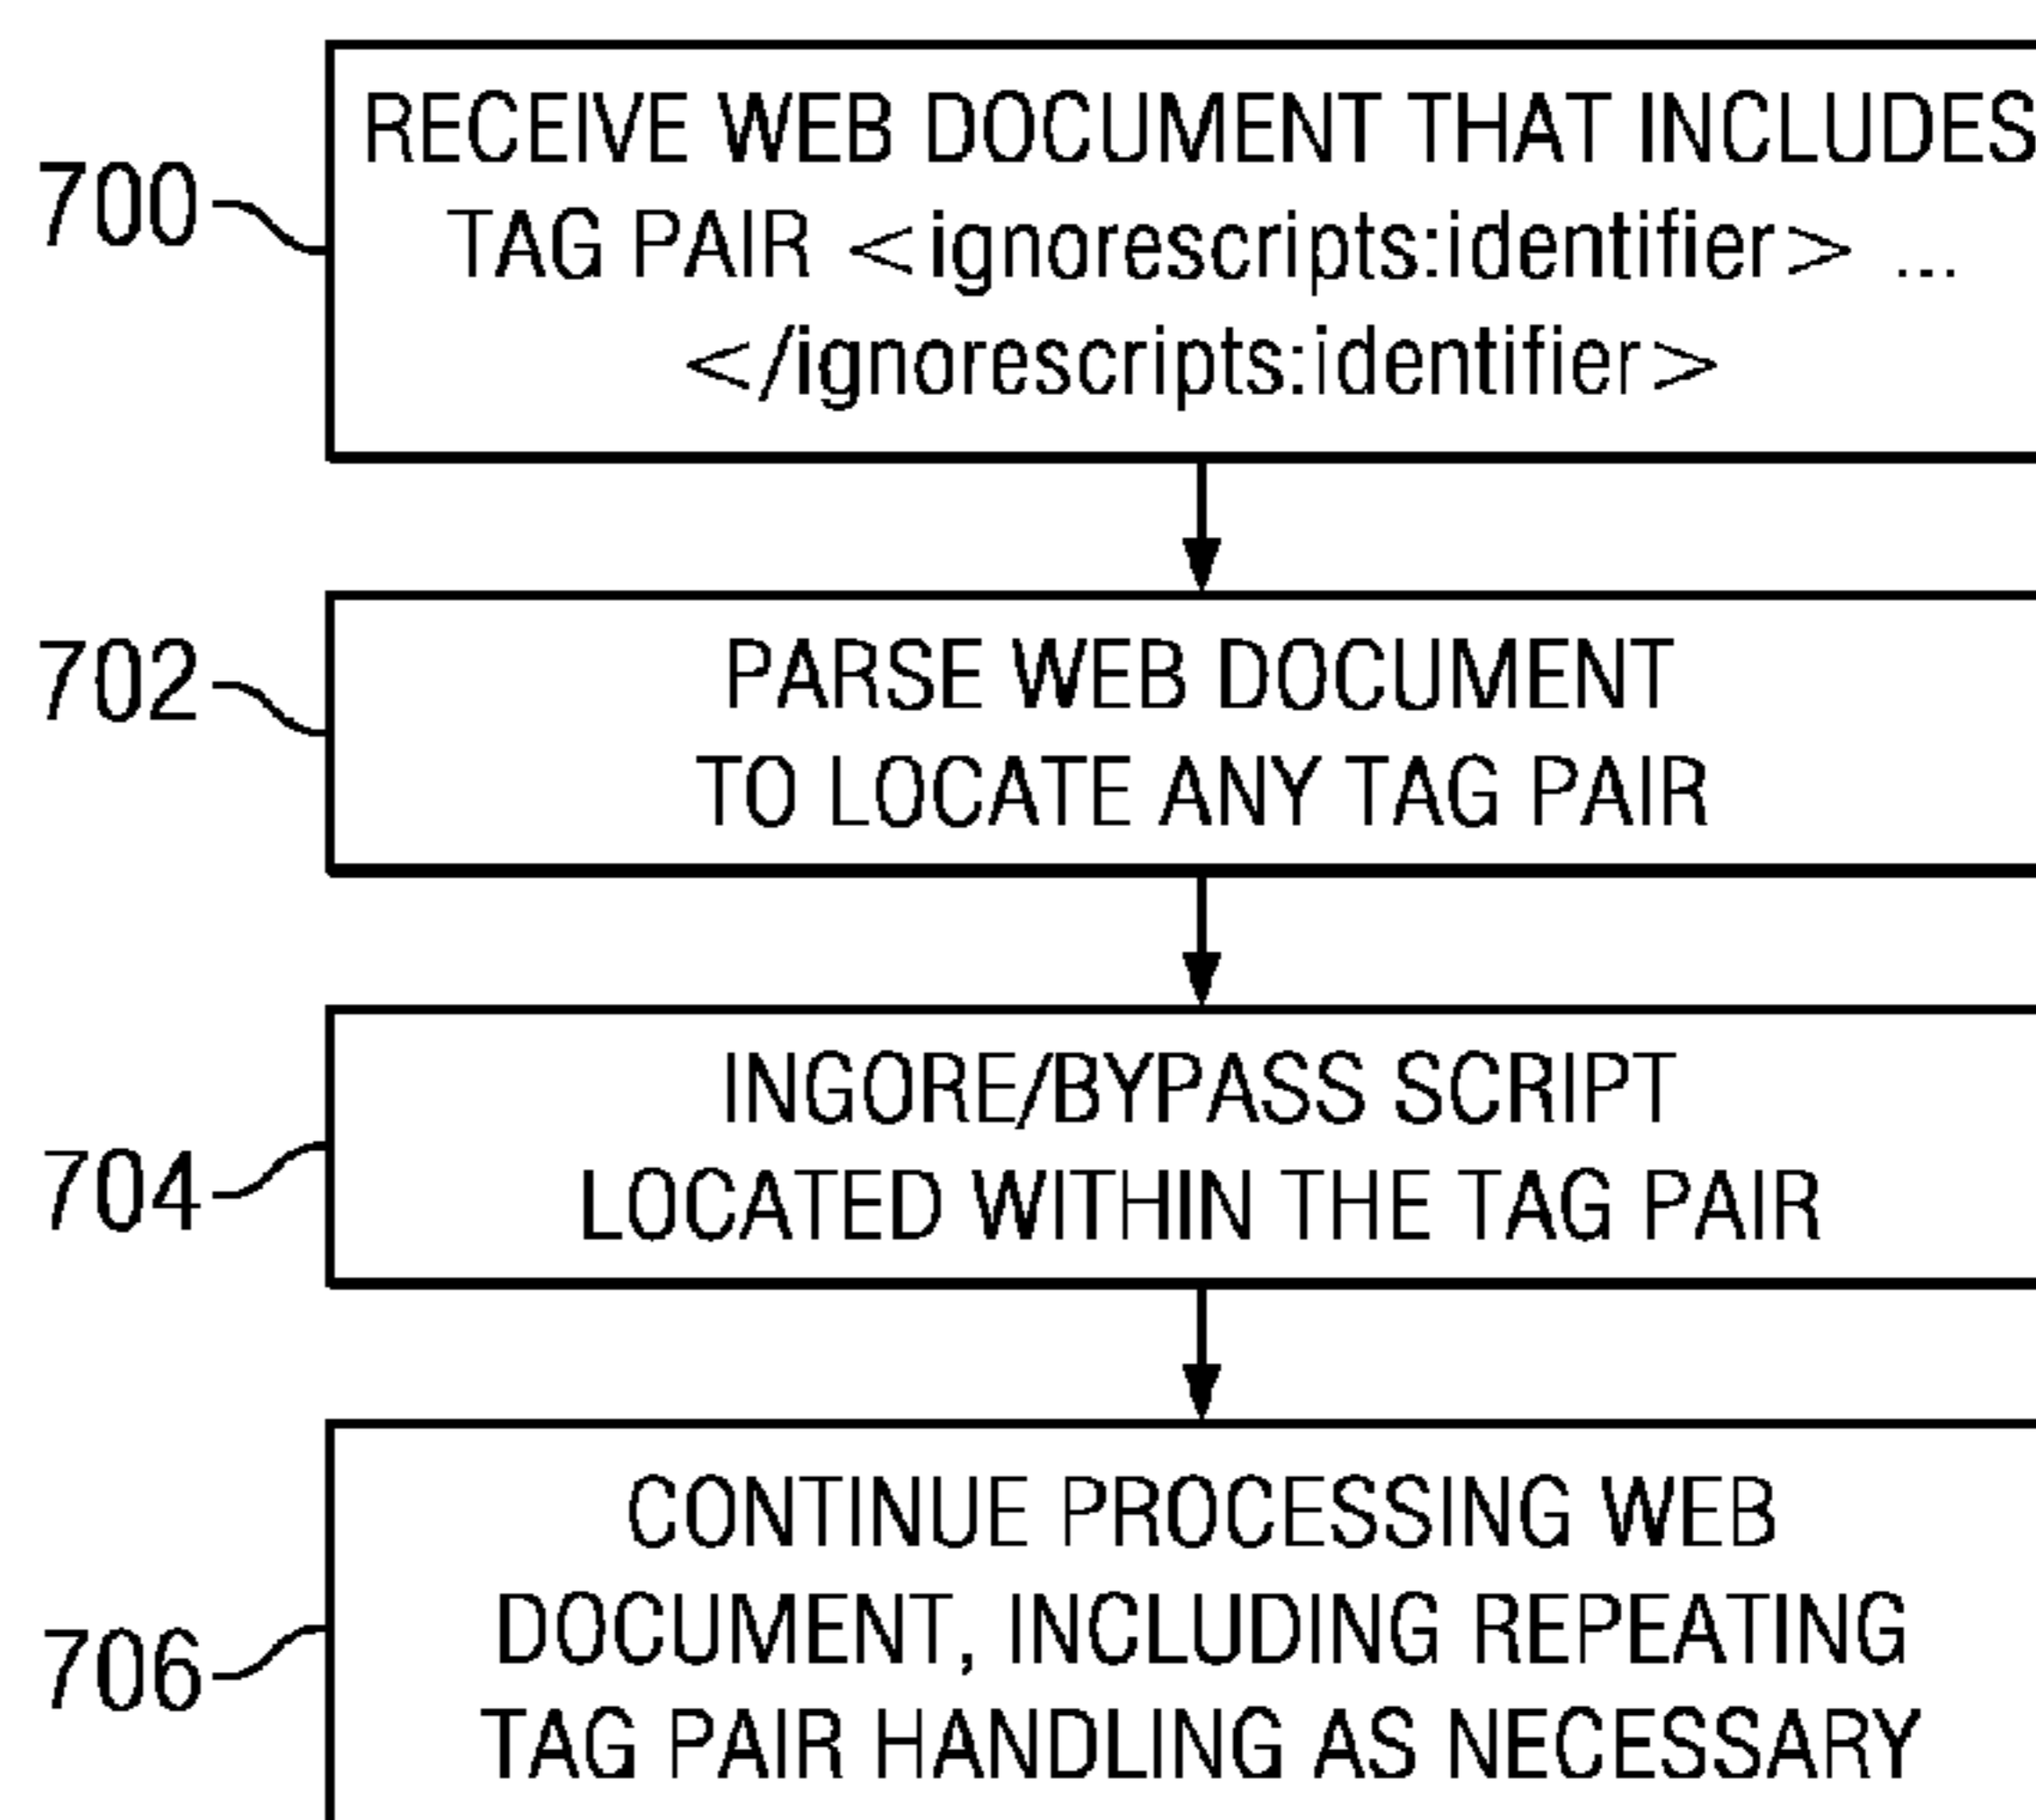 700
RECEIVE WEB DOCUMENT THAT INCLUDES
TAG PAIR <ignorescripts:identifier> ...
</ignorescripts:identifier>
702
PARSE WEB DOCUMENT
TO LOCATE ANY TAG PAIR
704
INGORE/BYPASS SCRIPT
LOCATED WITHIN THE TAG PAIR
706
CONTINUE PROCESSING WEB
DOCUMENT, INCLUDING REPEATING
TAG PAIR HANDLING AS NECESSARY